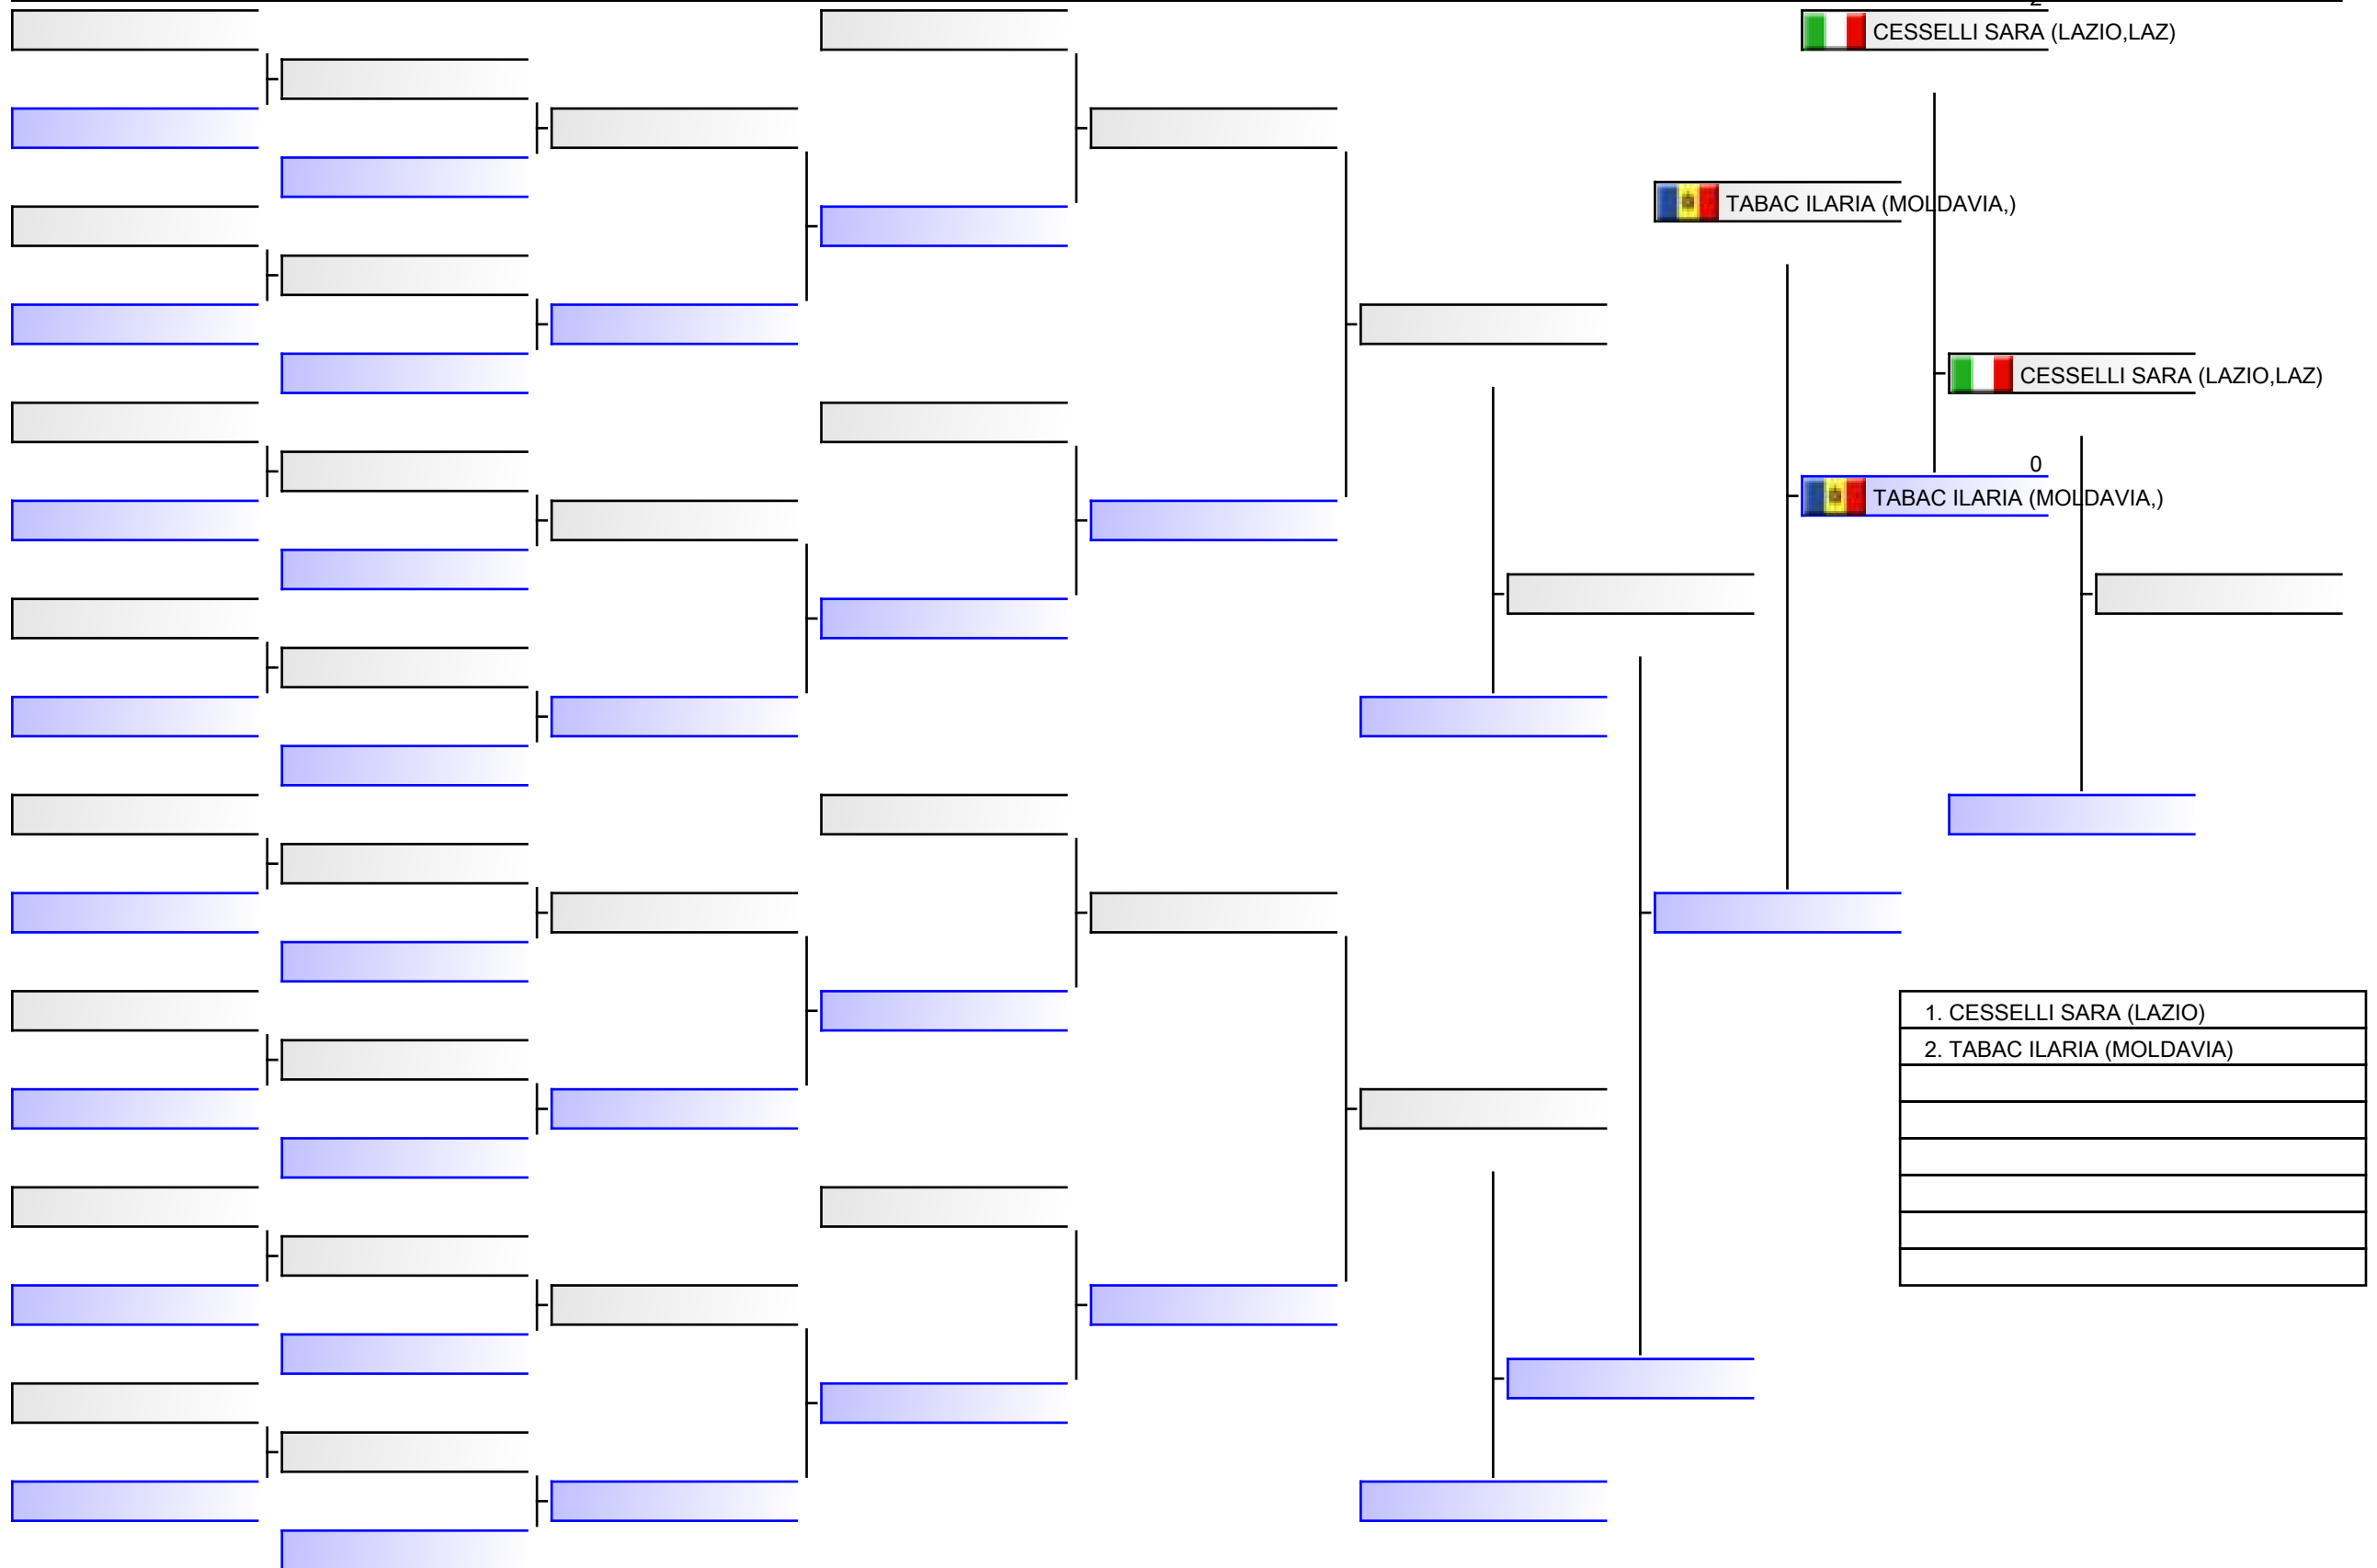 CESSELLI SARA (LAZIO,LAZ)
TABAC ILARIA (MOLDAVIA,)
CESSELLI SARA (LAZIO,LAZ)
0
TABAC ILARIA (MOLDAVIA,)
1. CESSELLI SARA (LAZIO)
2. TABAC ILARIA (MOLDAVIA)